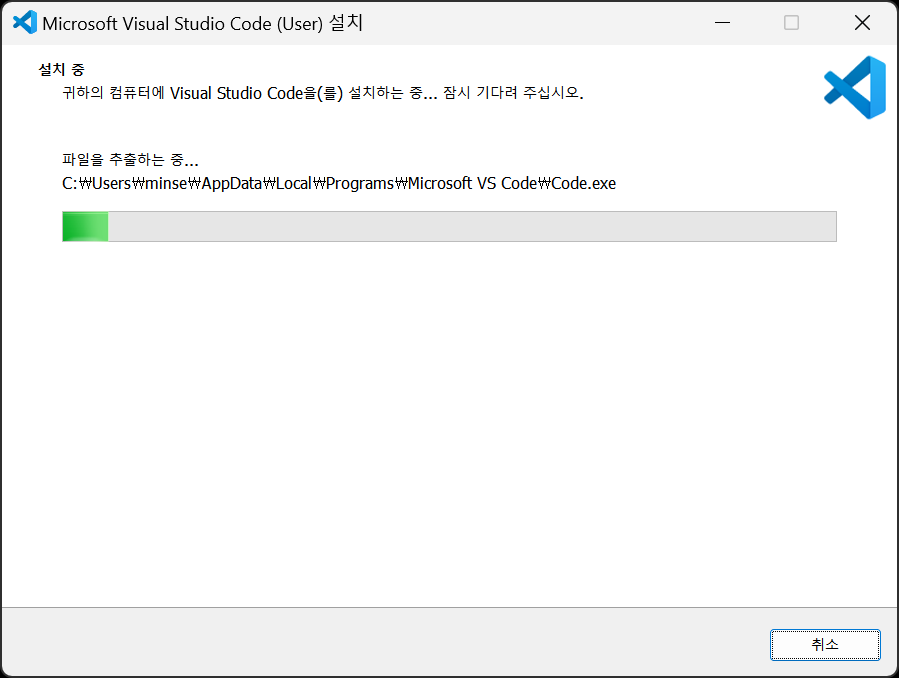 Microsoft Visual Studio Code (User) 설치
설치 중
귀하의 컴퓨터에 Visual Studio Code을(를) 설치하는 중... 잠시 기다려 주십시오.
파일을 추출하는 중...
C:₩Users₩minse₩AppData₩Local₩Programs₩Microsoft VS Code₩Code.exe
취소